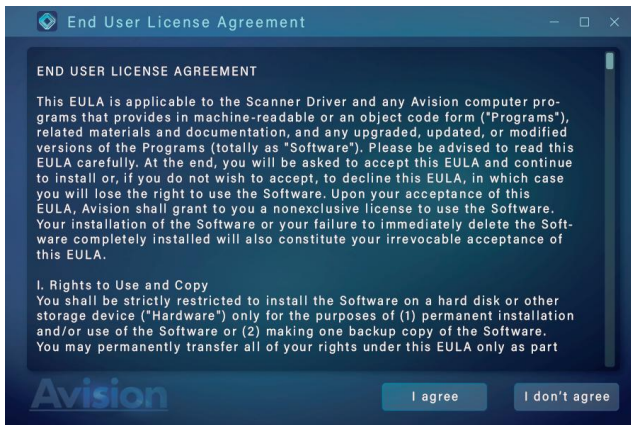 End User License Agreement
END USER LICENSE AGREEMENT
This EULA is applicable to the Scanner Driver and any Avision computer pro-
grams that provides in machine-readable or an object code form ("Programs"),
related materials and documentation, and any upgraded, updated, or modified
versions of the Programs (totally as "Software"). Please be advised to read this
EULA carefully. At the end, you will be asked to accept this EULA and continue
to install or, if you do not wish to accept, to decline this EULA, in which case
you will lose the right to use the Software. Upon your acceptance of this
EULA, Avision shall grant to you a nonexclusive license to use the Software.
Your installation of the Software or your failure to immediately delete the Soft-
ware completely installed will also constitute your irrevocable acceptance of
this EULA.
I. Rights to Use and Copy
You shall be strictly restricted to install the Software on a hard disk or other
storage device ("Hardware") only for the purposes of (1) permanent installation
and/or use of the Software or (2) making one backup copy of the Software.
You may permanently transfer all of your rights under this EULA only as part
Avision
I agree
I don't agree